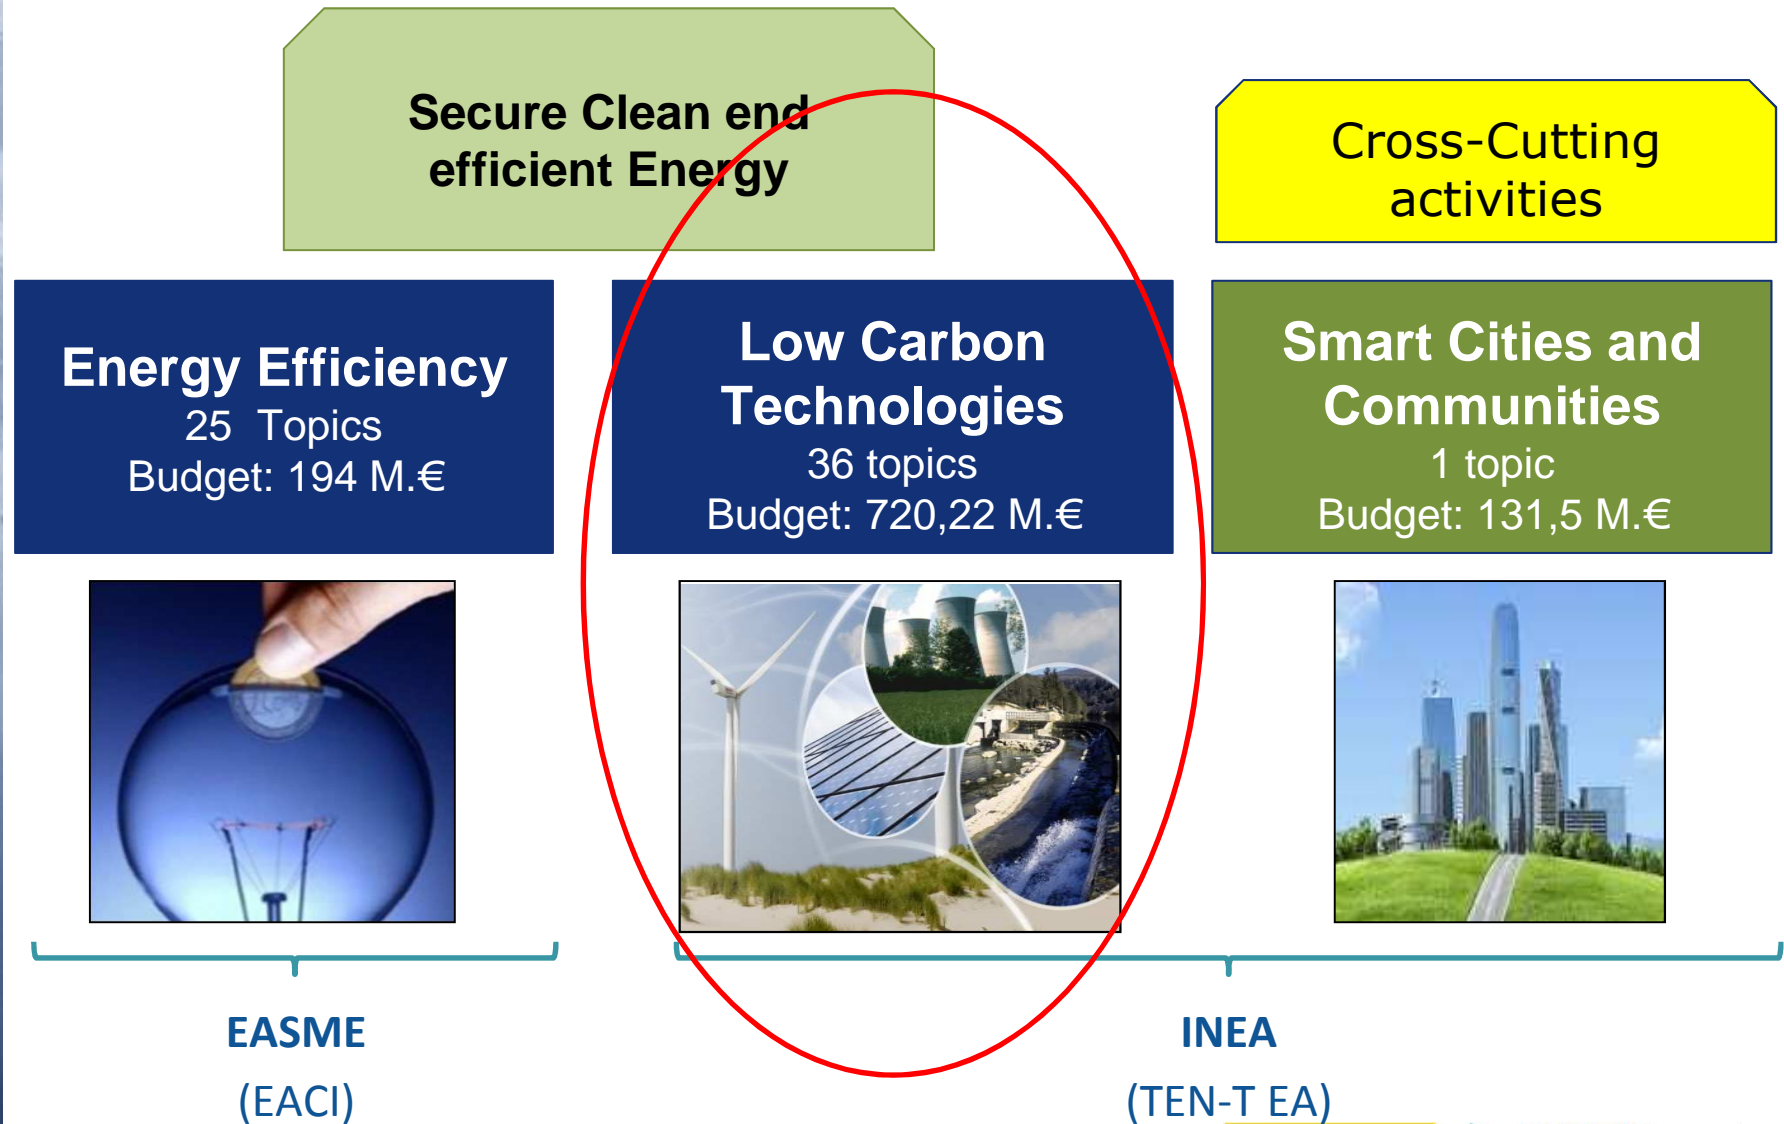 Secure Clean end
efficient Energy
Cross-Cutting
activities
Energy Efficiency
25 Topics
Budget: 194 M.€
Low Carbon
Technologies
36 topics
Budget: 720,22 M.€
Smart Cities and
Communities
1 topic
Budget: 131,5 M.€
EASME
(EACI)
INEA
(TEN-T EA)